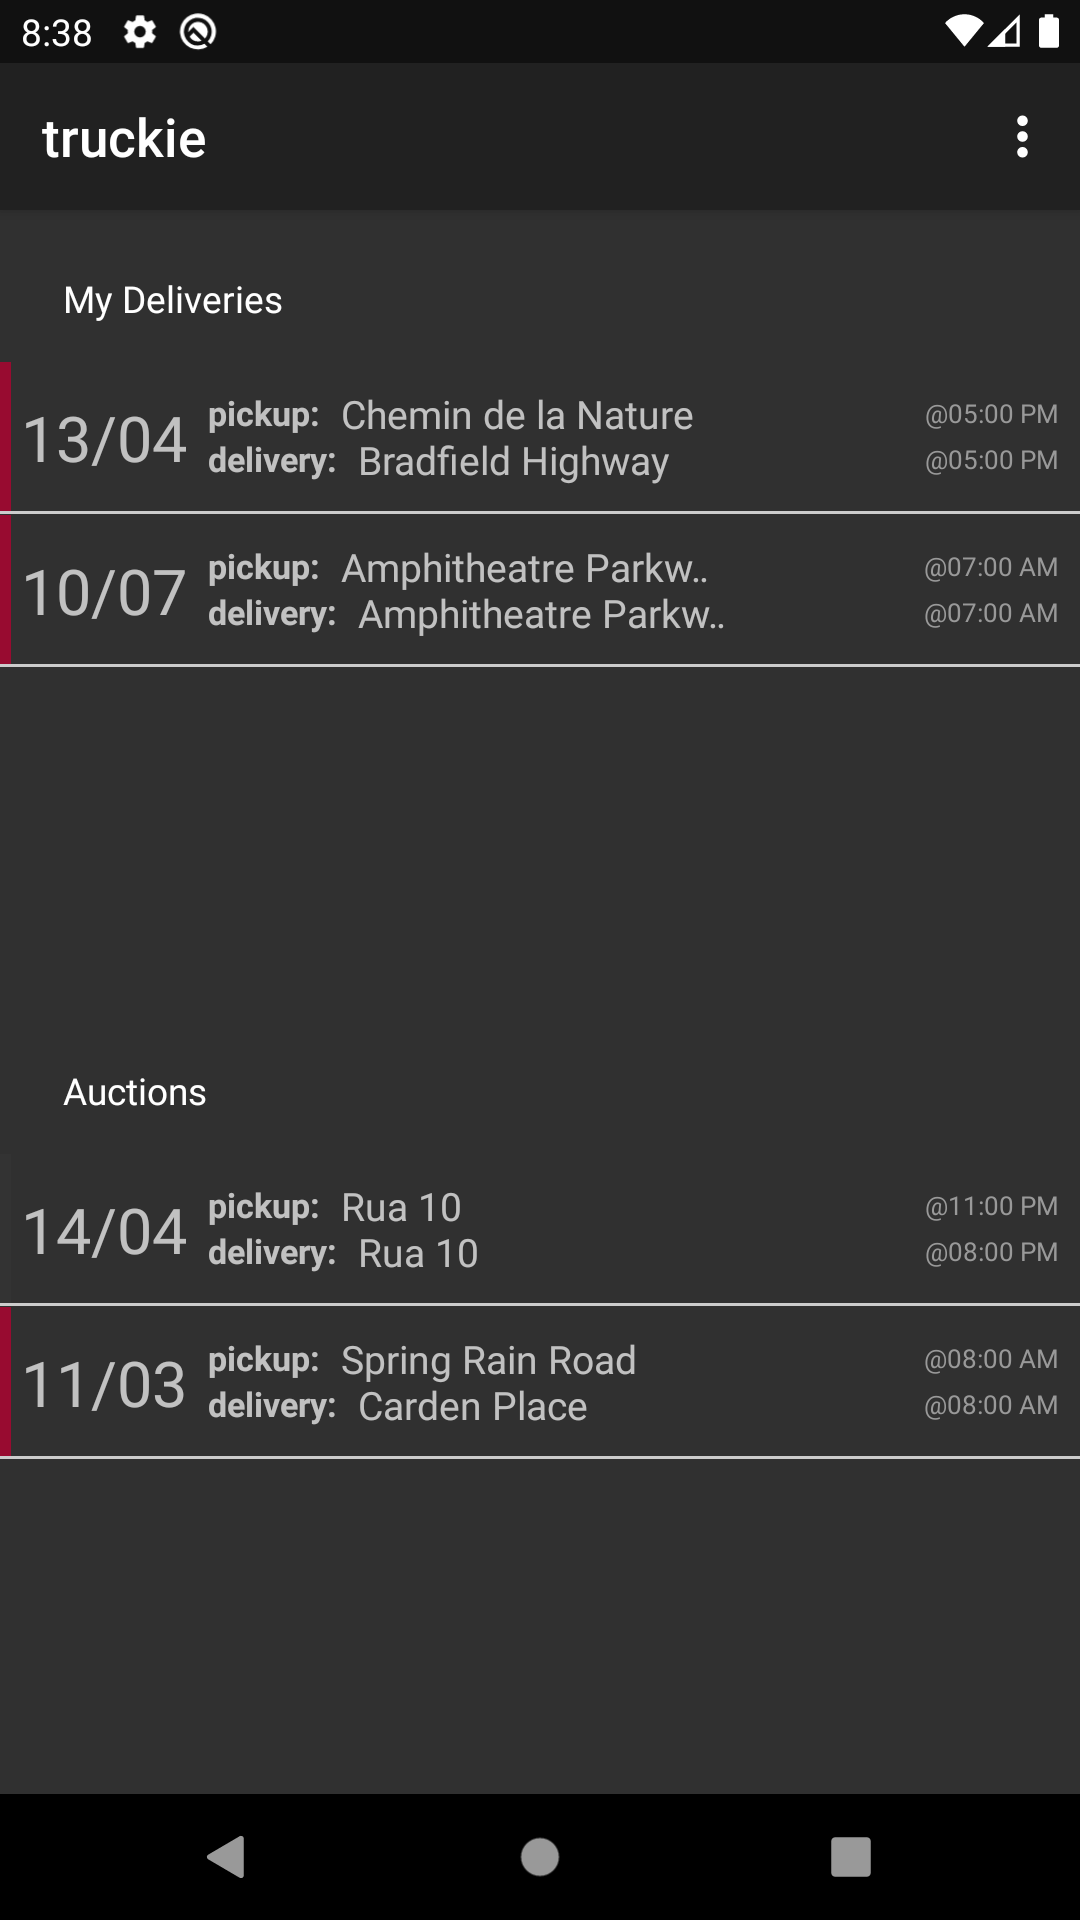 8:38
truckie
My Deliveries
13/04 pickup: Chemin de la Nature @05:00 PM
delivery: Bradfield Highway @05:00 PM
10/07 pickup: Amphitheatre Parkw.. @07:00 AM
delivery: Amphitheatre Parkw.. @07:00 AM
Auctions
14/04 pickup: Rua 10 @11:00 PM
delivery: Rua 10 @08:00 PM
11/03 pickup: Spring Rain Road @08:00 AM
delivery: Carden Place @08:00 AM